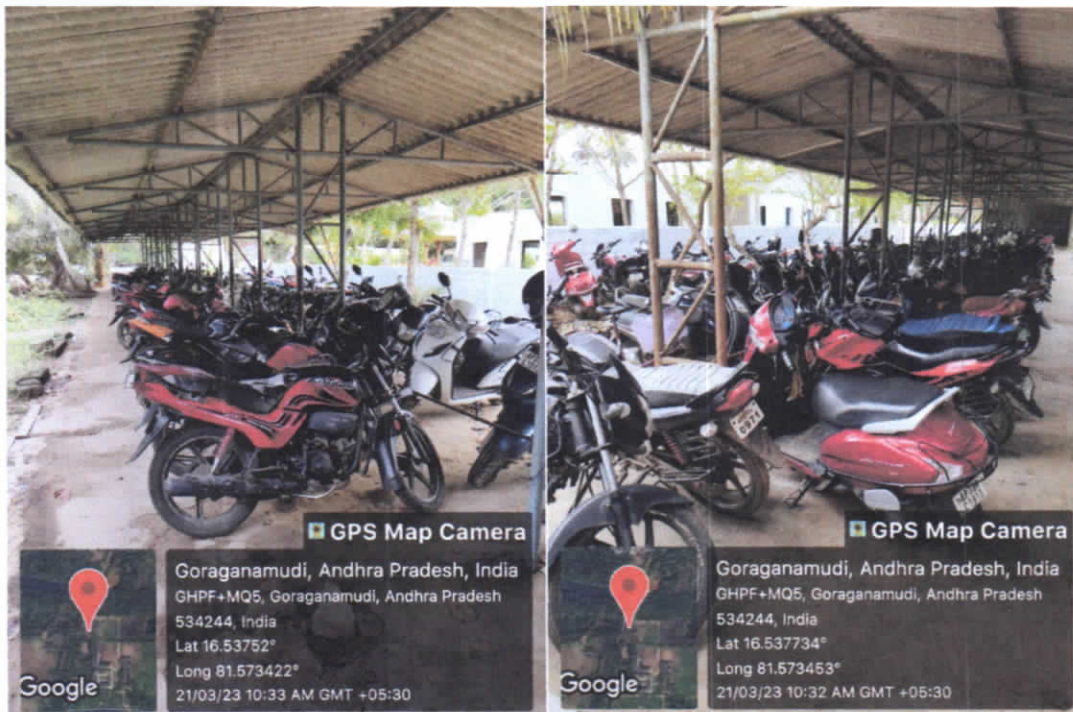 GPS Map Camera
Goraganamudi, Andhra Pradesh, India
GHPF+MQ5, Goraganamudi, Andhra Pradesh
534244, India
Lat 16.53752°
Long 81.573422°
21/03/23 10:33 AM GMT +05:30
Google
GPS Map Camera
Goraganamudi, Andhra Pradesh, India
GHPF+MQ5, Goraganamudi, Andhra Pradesh
534244, India
Lat 16.537734°
Long 81.573453°
21/03/23 10:32 AM GMT +05:30
Google